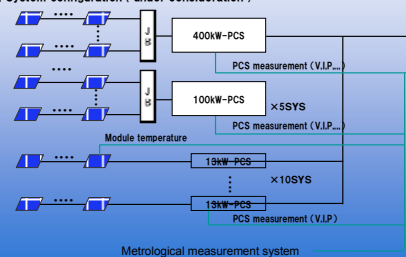 System configuration ( under consideration )
J
B
400kW-PCS
PCS measurement (V.I.P....)
J
B
100kW-PCS
×5SYS
PCS measurement (V.I.P....)
Module temperature
13kW-PCS
×10SYS
13kW-PCS
PCS measurement (V.I.P)
Metrological measurement system